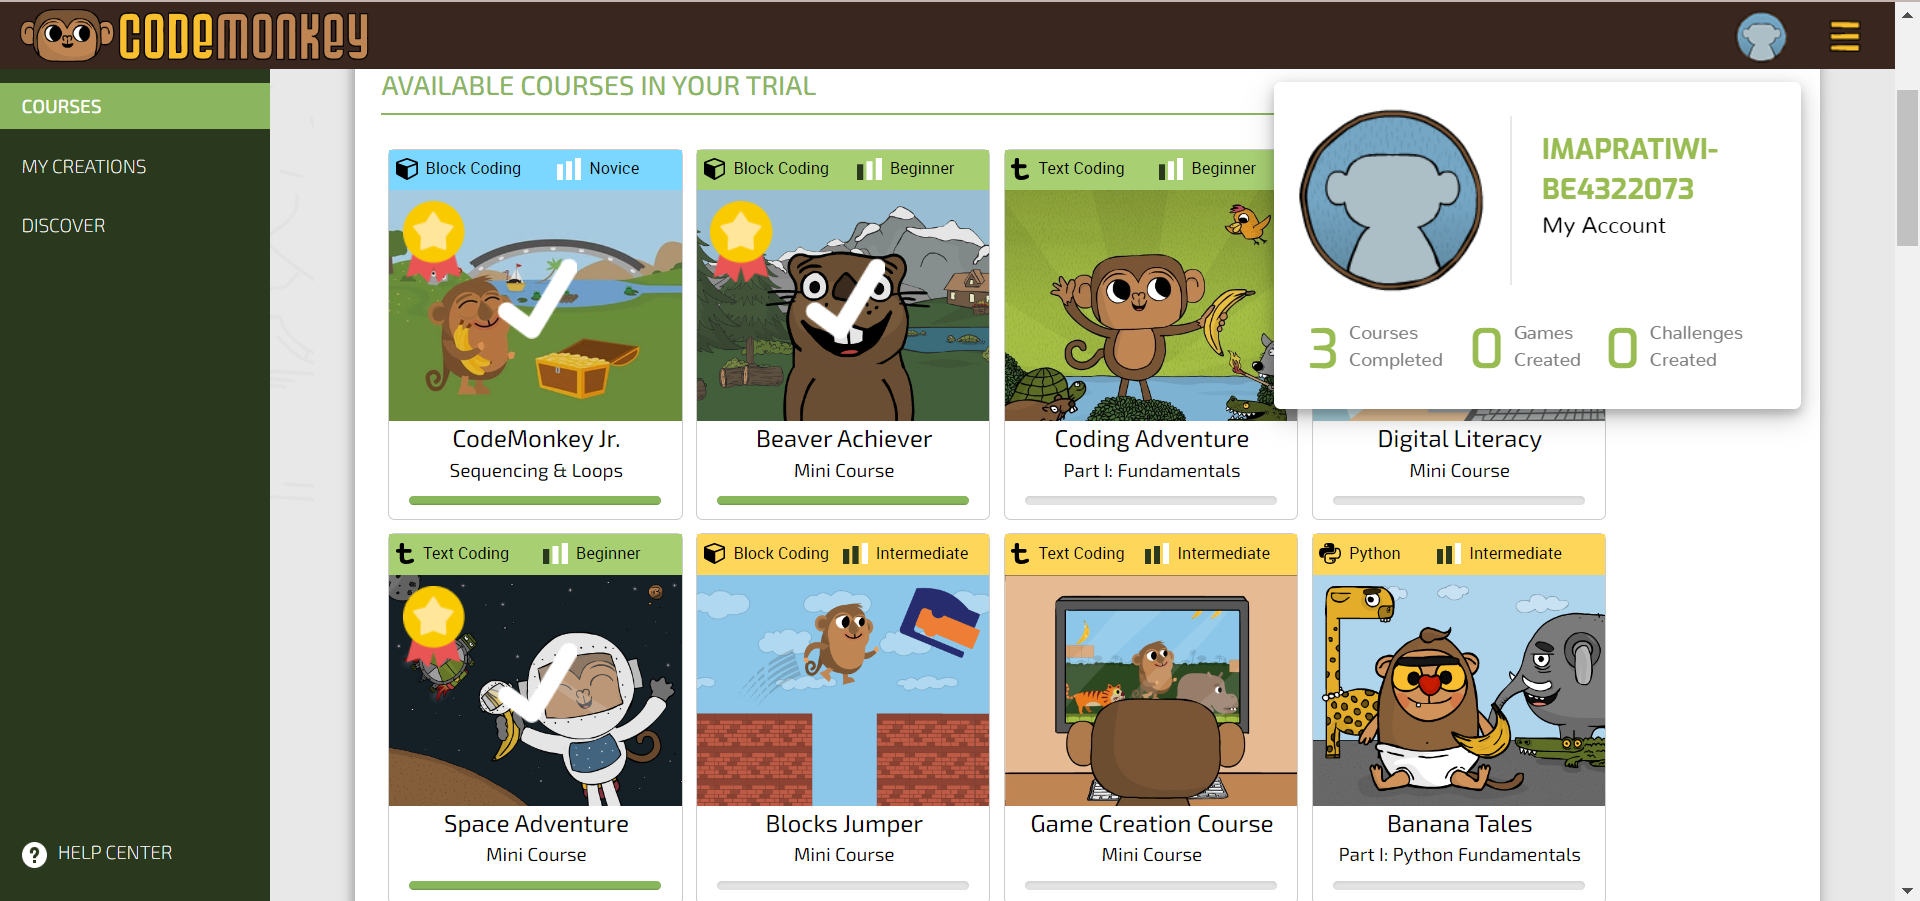 CODEMONKEY
COURSES
MY CREATIONS
DISCOVER
HELP CENTER
AVAILABLE COURSES IN YOUR TRIAL
IMAPRATIWI-
BE4322073
My Account
3 Courses Completed
0 Games Created
0 Challenges Created
Block Coding Novice
CodeMonkey Jr.
Sequencing & Loops
Block Coding Beginner
Beaver Achiever
Mini Course
Text Coding Beginner
Coding Adventure
Part I: Fundamentals
Digital Literacy
Mini Course
Text Coding Beginner
Space Adventure
Mini Course
Block Coding Intermediate
Blocks Jumper
Mini Course
Text Coding Intermediate
Game Creation Course
Mini Course
Python Intermediate
Banana Tales
Part I: Python Fundamentals